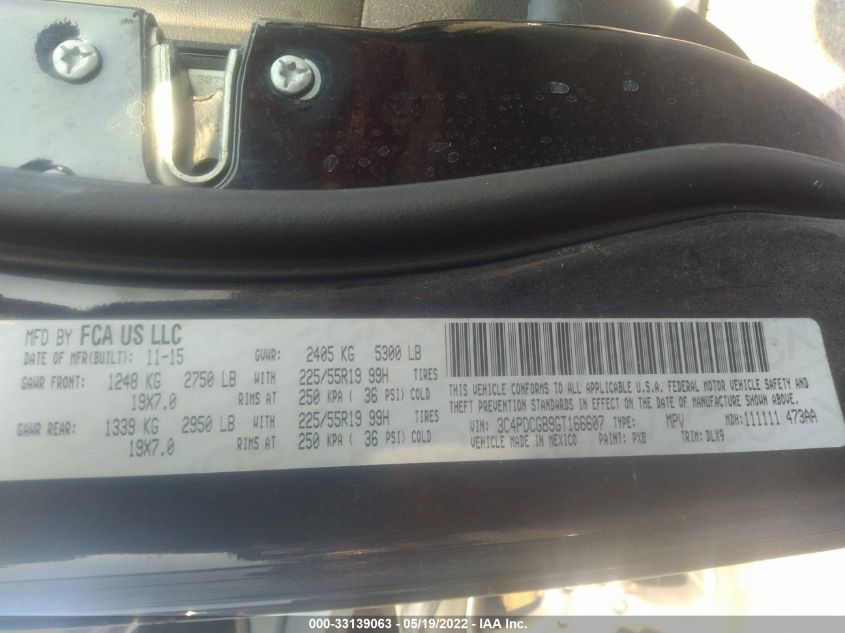 MFD BY FCA US LLC
DATE OF MFR(BUILT): 11-15 GVWR: 2405 KG 5300 LB
GAWR FRONT: 1248 KG 2750 LB WITH 225/55R19 99H TIRES
19X7.0 RIMS AT 250 KPA ( 36 PSI) COLD
GAWR REAR: 1339 KG 2950 LB WITH 225/55R19 99H TIRES
19X7.0 RIMS AT 250 KPA ( 36 PSI) COLD
THIS VEHICLE CONFORMS TO ALL APPLICABLE U.S.A. FEDERAL MOTOR VEHICLE SAFETY AND
THEFT PREVENTION STANDARDS IN EFFECT ON THE DATE OF MANUFACTURE SHOWN ABOVE.
VIN: 3C4PDCGB9GT166607 TYPE: MPV MDH: 111111 473AA
VEHICLE MADE IN MEXICO PAINT: PX8 TRIM: DLX9
000-33139063 - 05/19/2022 - IAA Inc.